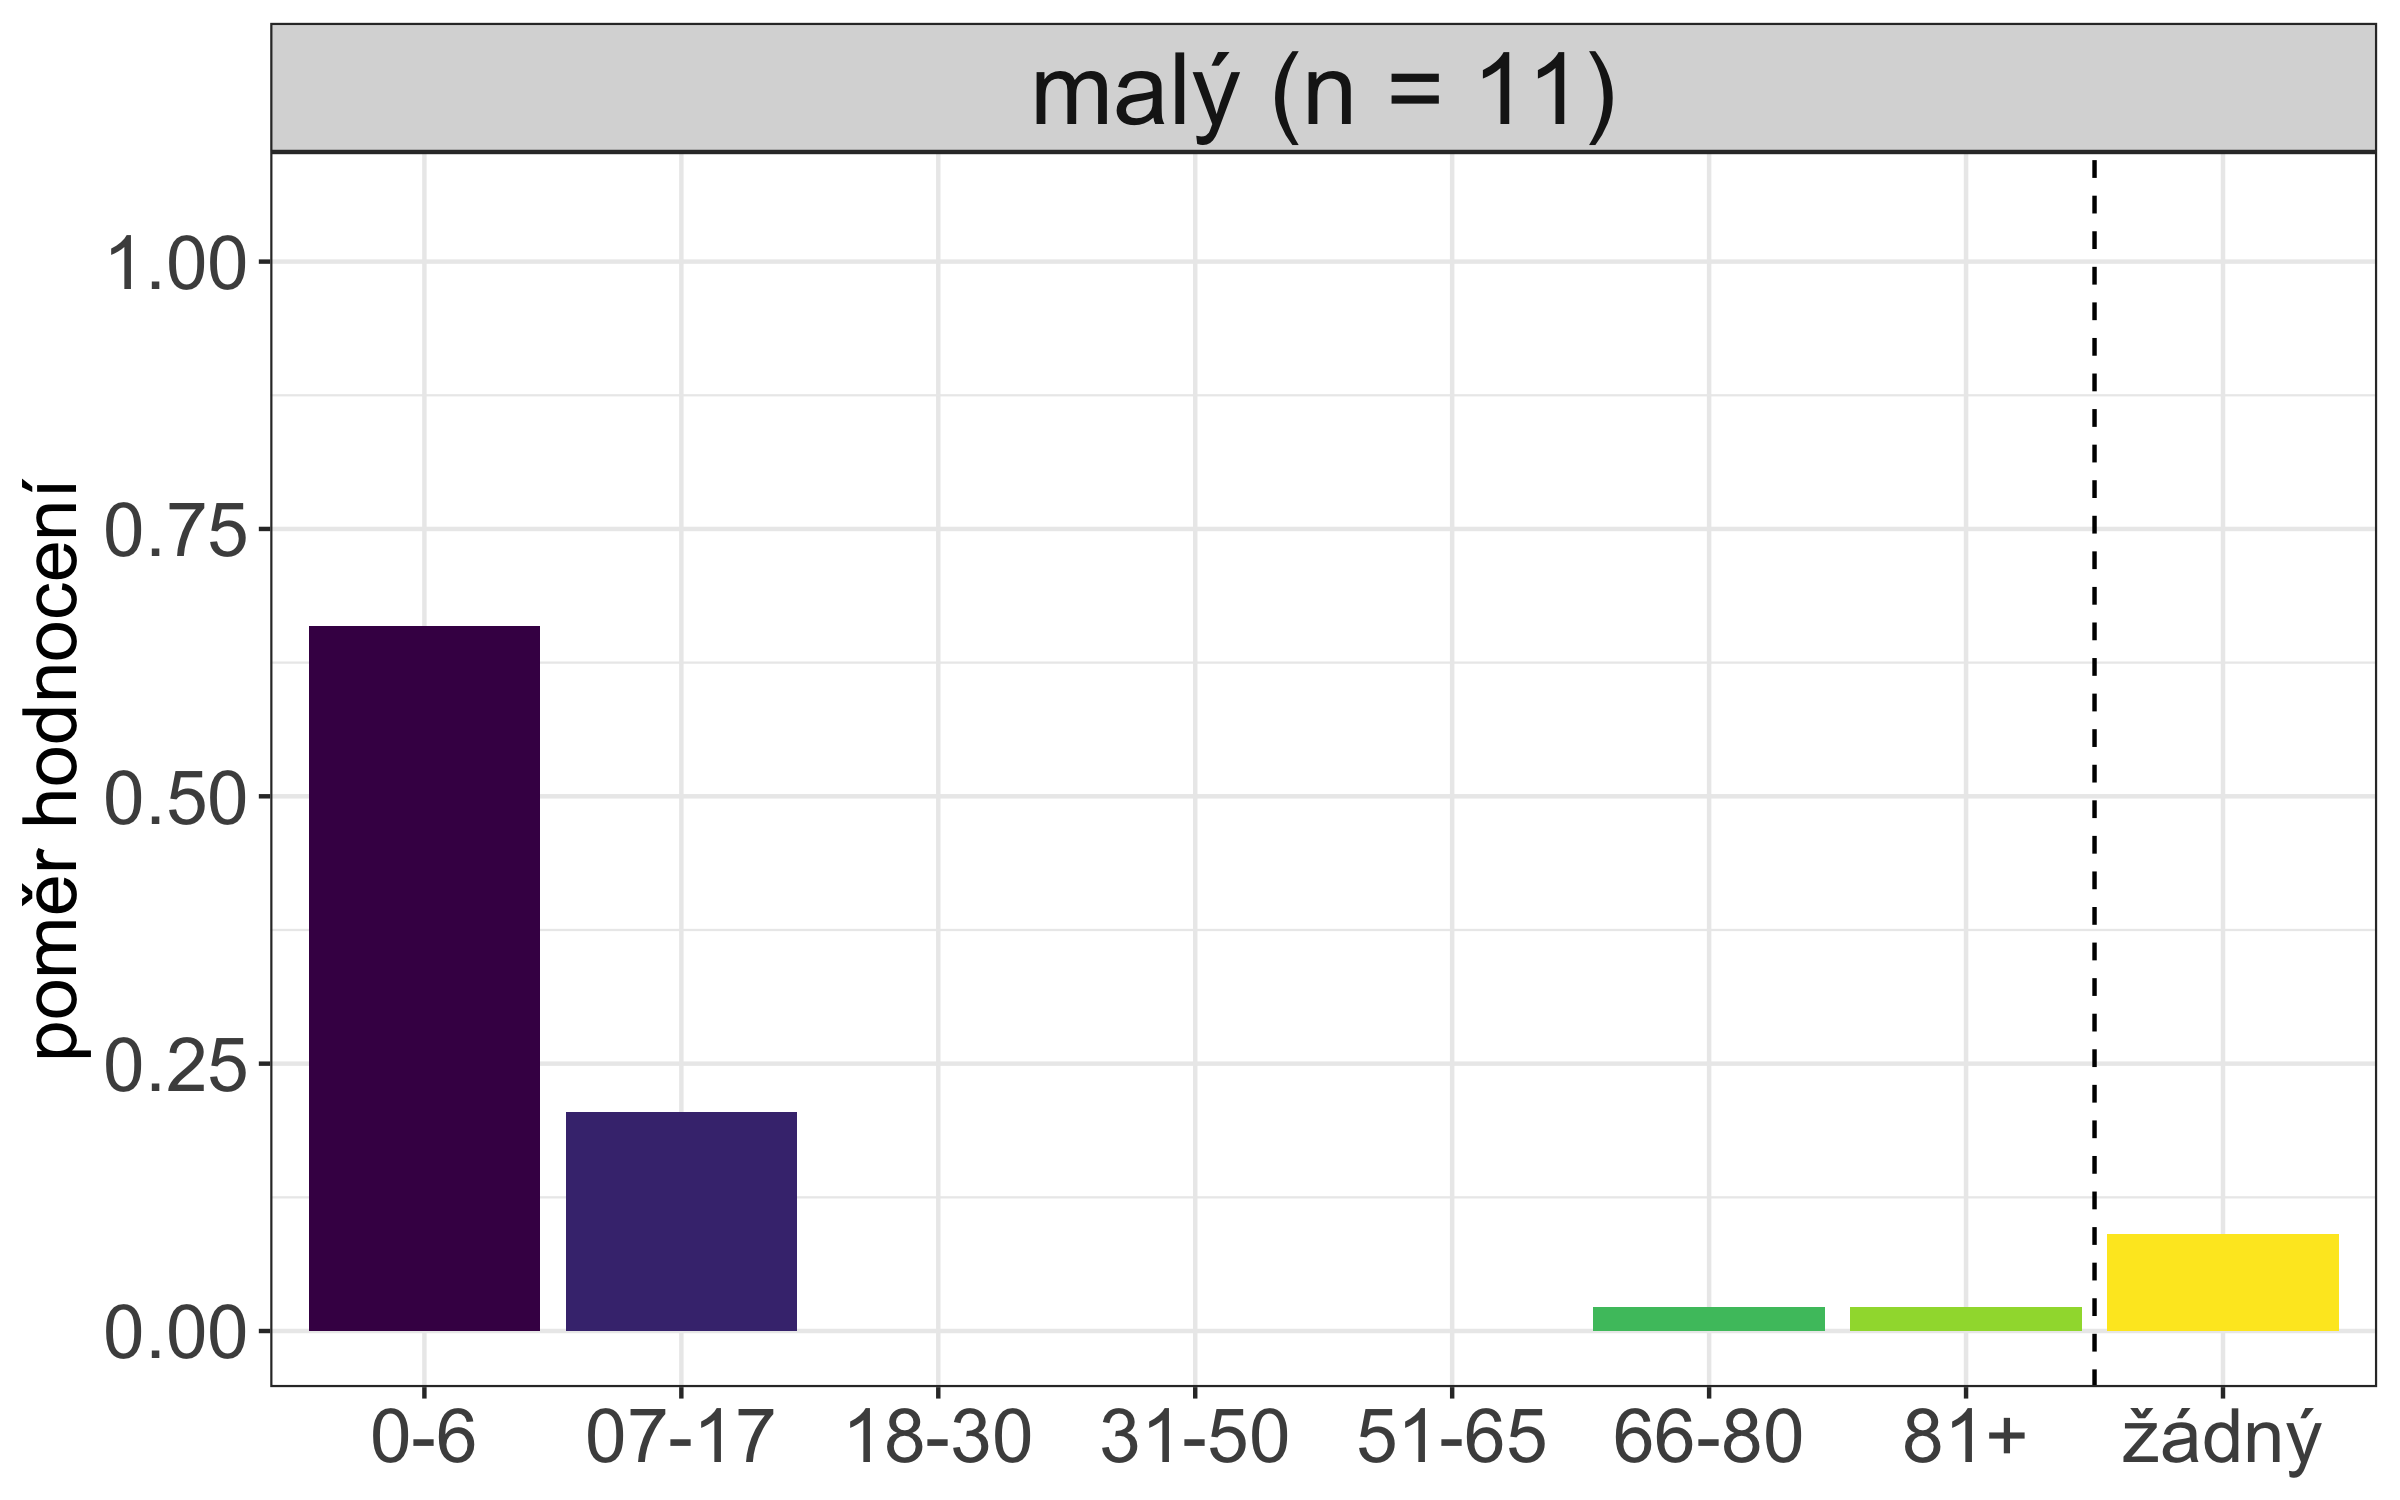 malý (n = 11)
poměr hodnocení
1.00
0.75
0.50
0.25
0.00
0-6 07-17 18-30 31-50 51-65 66-80 81+ žádný